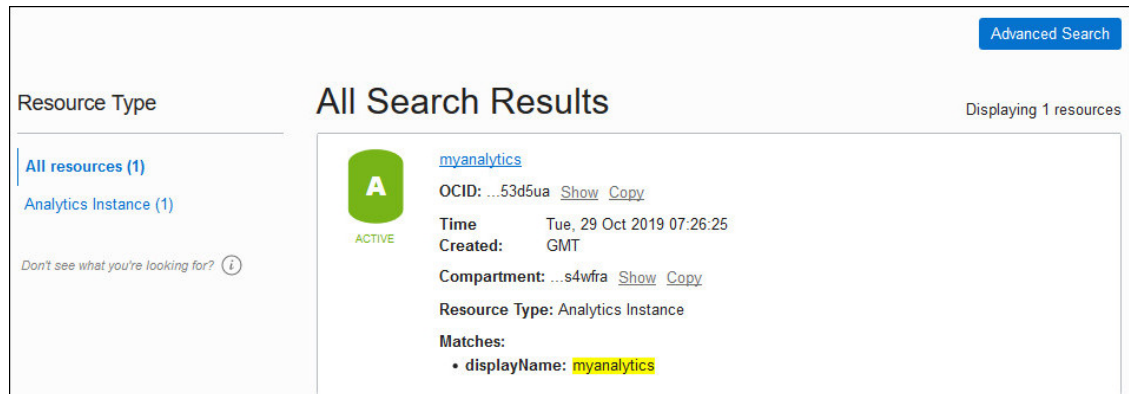 Advanced Search
Resource Type
All resources (1)
Analytics Instance (1)
Don't see what you're looking for? i
All Search Results
Displaying 1 resources
A
ACTIVE
myanalytics
OCID: ...53d5ua Show Copy
Time Created: Tue, 29 Oct 2019 07:26:25 GMT
Compartment: ...s4wfra Show Copy
Resource Type: Analytics Instance
Matches:
• displayName: myanalytics